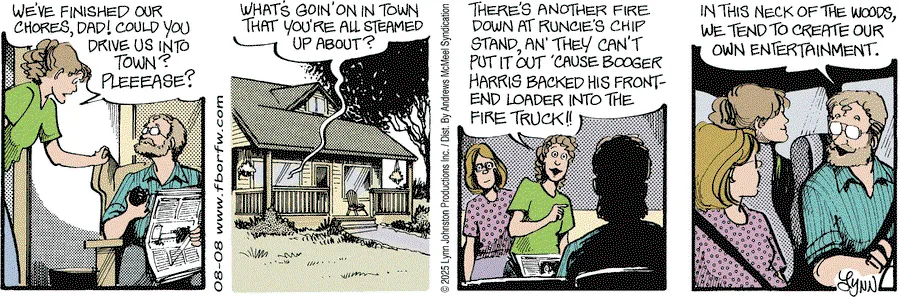 WE'VE FINISHED OUR
CHORES, DAD! COULD YOU
DRIVE US INTO
TOWN?
PLEEEASE?
08-08 www.fborfw.com
WHAT'S GOIN' ON IN TOWN
THAT YOU'RE ALL STEAMED
UP ABOUT?
© 2025 Lynn Johnston Productions Inc. / Dist. By Andrews McMeel Syndication
THERE'S ANOTHER FIRE
DOWN AT RUNCIE'S CHIP
STAND, AN' THEY CAN'T
PUT IT OUT 'CAUSE BOOGER
HARRIS BACKED HIS FRONT-
END LOADER INTO THE
FIRE TRUCK!!
IN THIS NECK OF THE WOODS,
WE TEND TO CREATE OUR
OWN ENTERTAINMENT.
LYNN